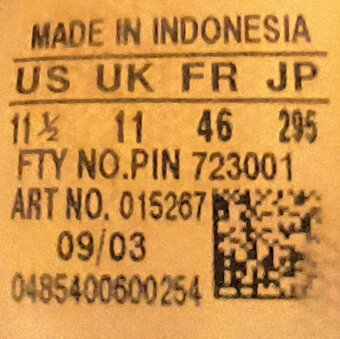 MADE IN INDONESIA
US UK FR JP
11½ 11 46 295
FTY NO.PIN 723001
ART NO. 015267
09/03
0485400600254